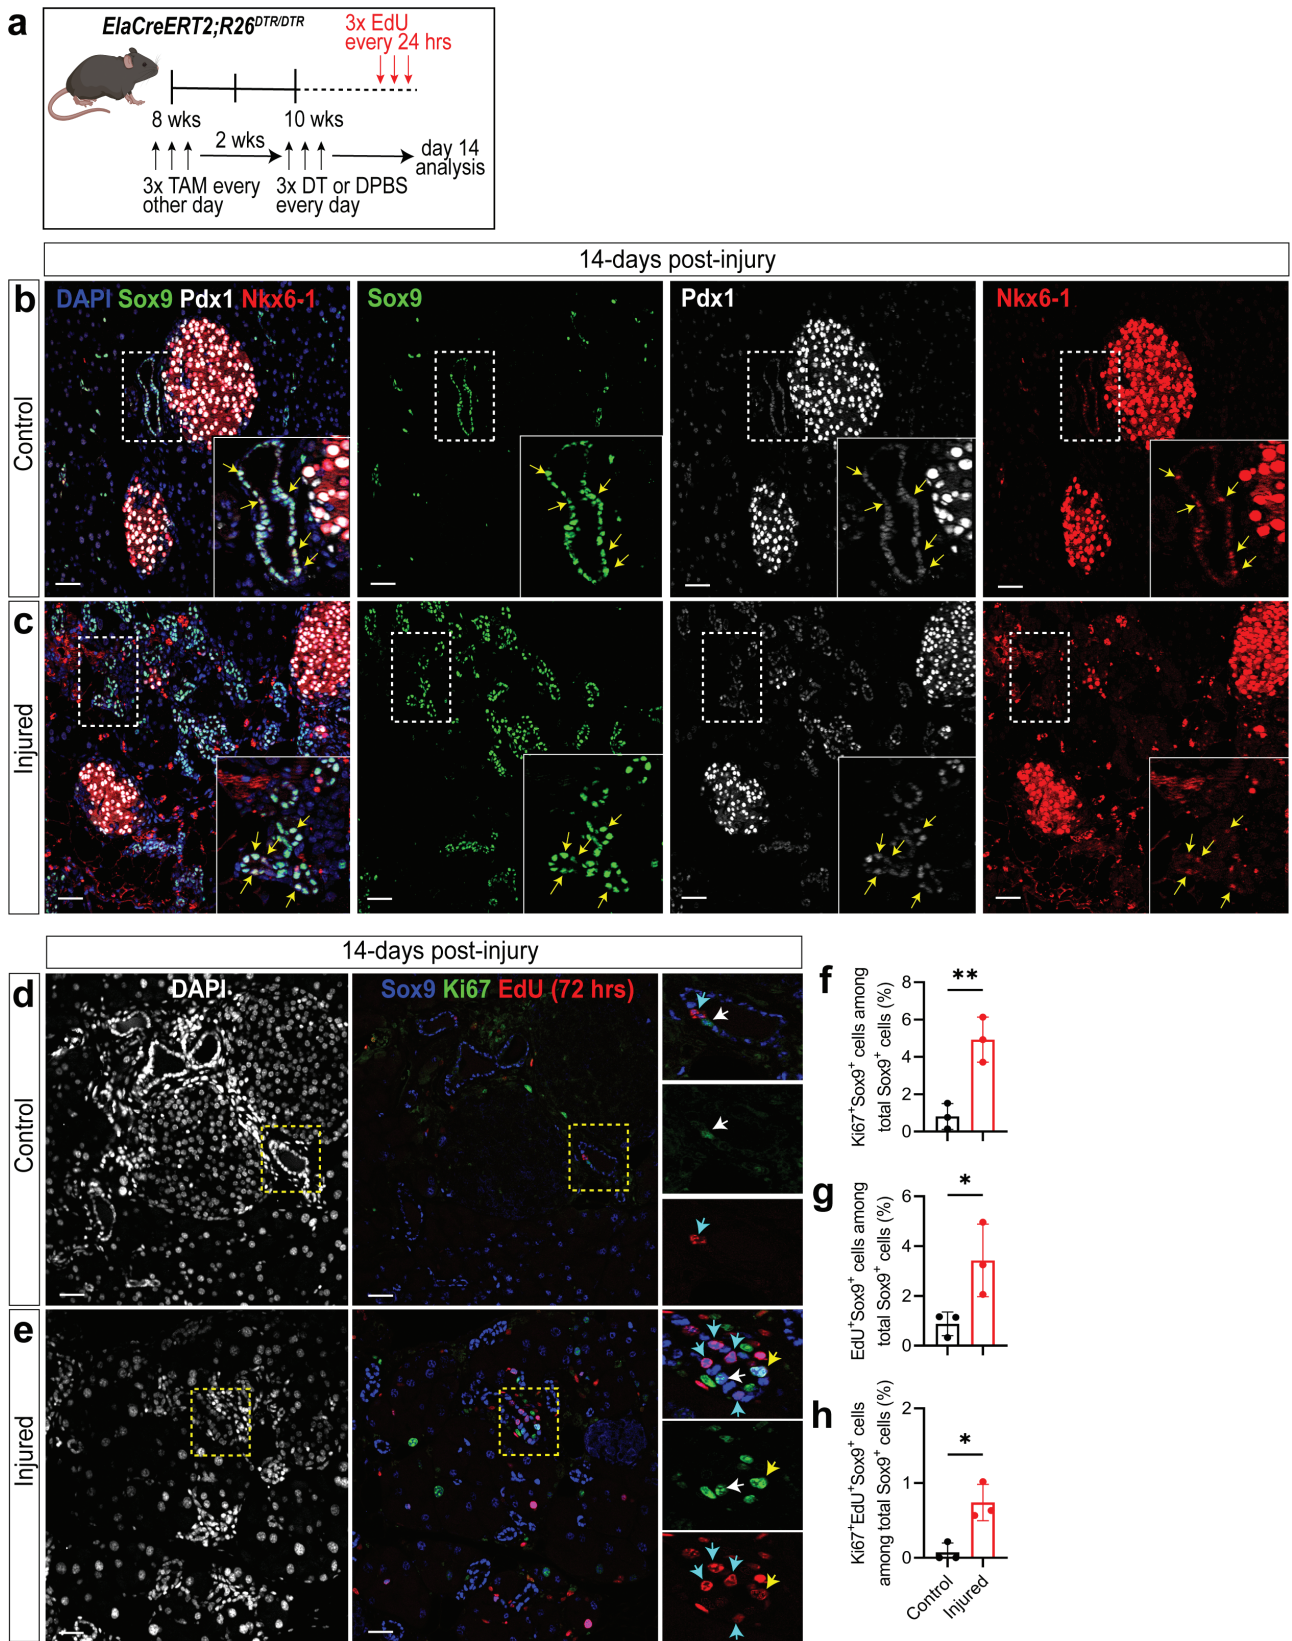 a
ElaCreERT2;R26DTR/DTR
3x EdU
every 24 hrs
8 wks
10 wks
2 wks
day 14
analysis
3x TAM every
other day
3x DT or DPBS
every day
14-days post-injury
b
Control
DAPI Sox9 Pdx1 Nkx6-1
Sox9
Pdx1
Nkx6-1
c
Injured
14-days post-injury
d
Control
DAPI
Sox9 Ki67 EdU (72 hrs)
e
Injured
f
Ki67+Sox9+ cells among
total Sox9+ cells (%)
8
6
4
2
0
**
g
EdU+Sox9+ cells among
total Sox9+ cells (%)
6
4
2
0
*
h
Ki67+EdU+Sox9+ cells
among total Sox9+ cells (%)
2
1
0
*
Control
Injured